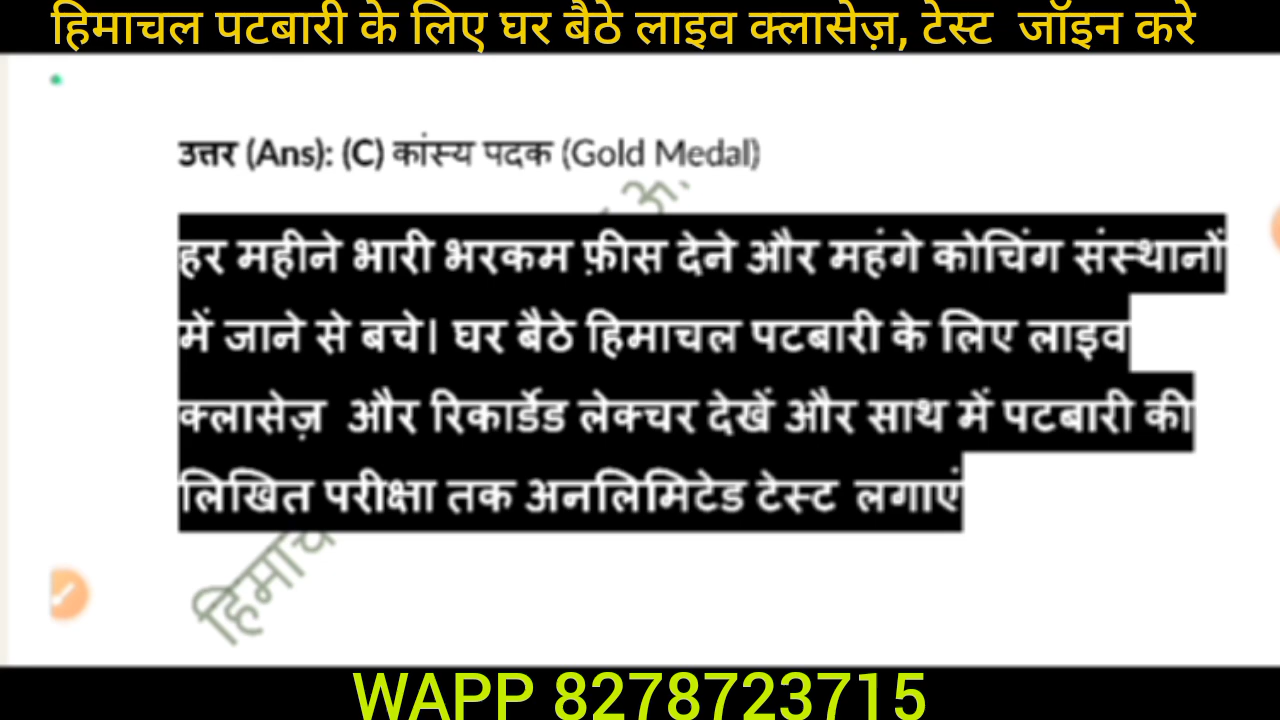 हिमाचल पटबारी के लिए घर बैठे लाइव क्लासेज़, टेस्ट जॉइन करे
उत्तर (Ans): (C) कांस्य पदक (Gold Medal)
हर महीने भारी भरकम फ़ीस देने और महंगे कोचिंग संस्थानों
में जाने से बचे। घर बैठे हिमाचल पटबारी के लिए लाइव
क्लासेज़ और रिकार्डेड लेक्चर देखें और साथ में पटबारी की
लिखित परीक्षा तक अनलिमिटेड टेस्ट लगाएं
WAPP 8278723715